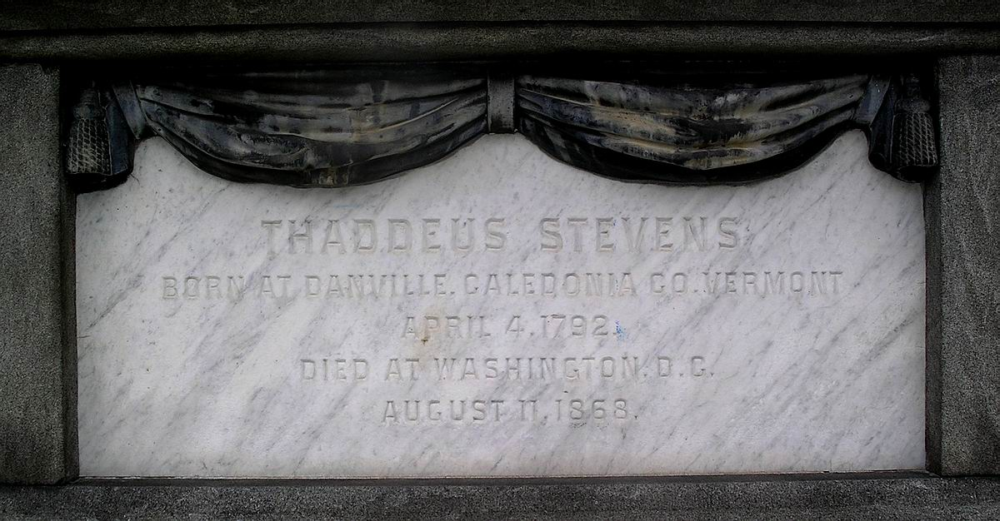 THADDEUS STEVENS
BORN AT DANVILLE, CALEDONIA CO. VERMONT
APRIL 4, 1792.
DIED AT WASHINGTON, D.C.
AUGUST 11, 1868.